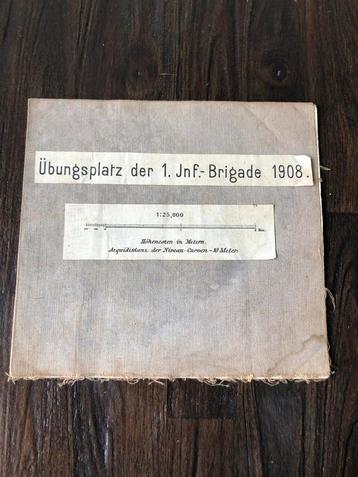 Übungsplatz der 1. Jnf.-Brigade 1908.
1:25,000
Höhencoten in Metern.
Aequidistanz der Niveau-Curven = 10 Meter